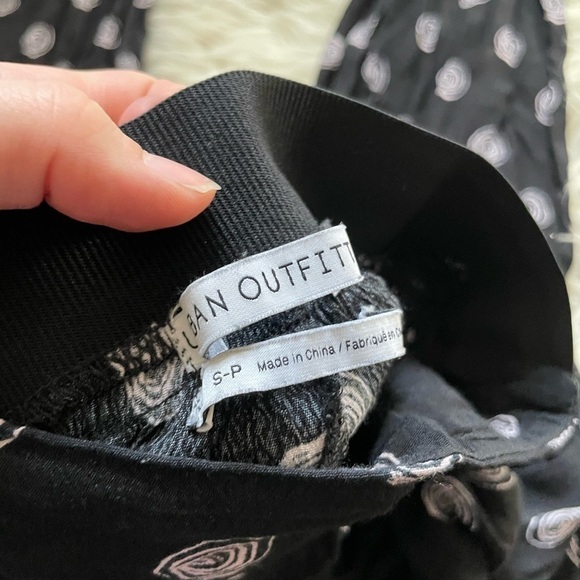 BAN OUTFITT
S-P Made in China / Fabriqué en C